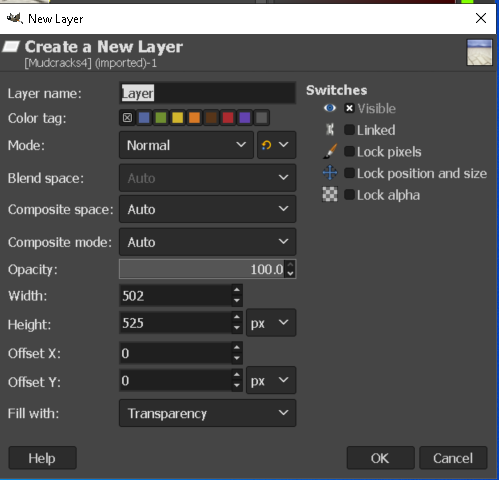 New Layer
Create a New Layer
[Mudcracks4] (imported)-1
Layer name: Layer
Color tag:
Mode: Normal
Blend space: Auto
Composite space: Auto
Composite mode: Auto
Opacity: 100.0
Width: 502
Height: 525 px
Offset X: 0
Offset Y: 0 px
Fill with: Transparency
Switches
Visible
Linked
Lock pixels
Lock position and size
Lock alpha
Help OK Cancel